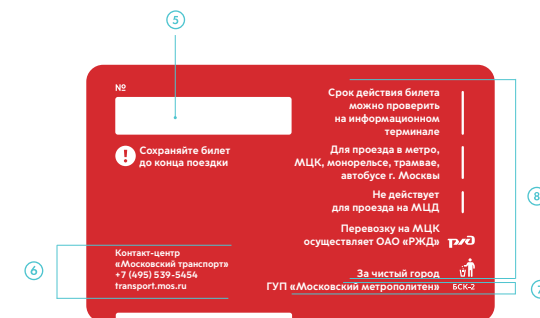 5
№
Срок действия билета
можно проверить
на информационном
терминале
! Сохраняйте билет
до конца поездки
Для проезда в метро,
МЦК, монорельсе, трамвае,
автобусе г. Москвы
Не действует
для проезда на МЦД
8
Перевозку на МЦК
осуществляет ОАО «РЖД» ржд
6
Контакт-центр
«Московский транспорт»
+7 (495) 539-5454
transport.mos.ru
За чистый город
ГУП «Московский метрополитен» БСК-2
7